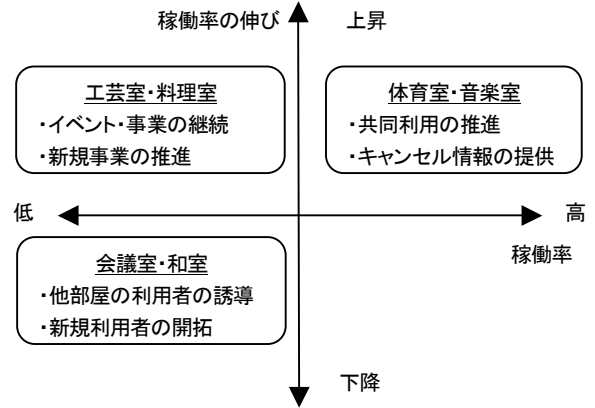 稼働率の伸び
上昇
工芸室・料理室
・イベント・事業の継続
・新規事業の推進
体育室・音楽室
・共同利用の推進
・キャンセル情報の提供
低
高
稼働率
会議室・和室
・他部屋の利用者の誘導
・新規利用者の開拓
下降